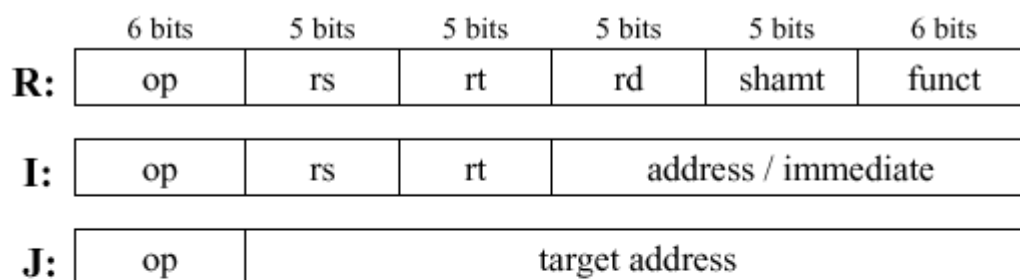 6 bits 5 bits 5 bits 5 bits 5 bits 6 bits
R: op rs rt rd shamt funct
I: op rs rt address / immediate
J: op target address